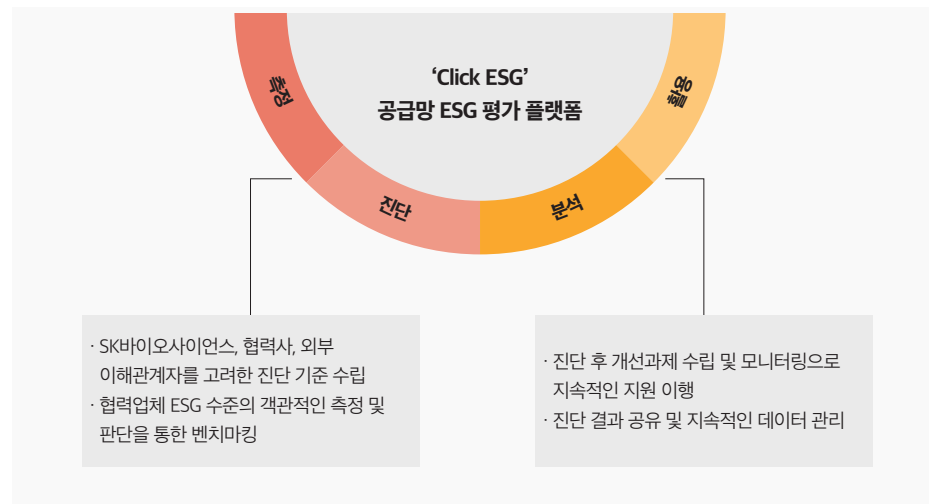 ‘Click ESG’
공급망 ESG 평가 플랫폼
측정
진단
분석
활용
· SK바이오사이언스, 협력사, 외부
이해관계자를 고려한 진단 기준 수립
· 협력업체 ESG 수준의 객관적인 측정 및
판단을 통한 벤치마킹
· 진단 후 개선과제 수립 및 모니터링으로
지속적인 지원 이행
· 진단 결과 공유 및 지속적인 데이터 관리